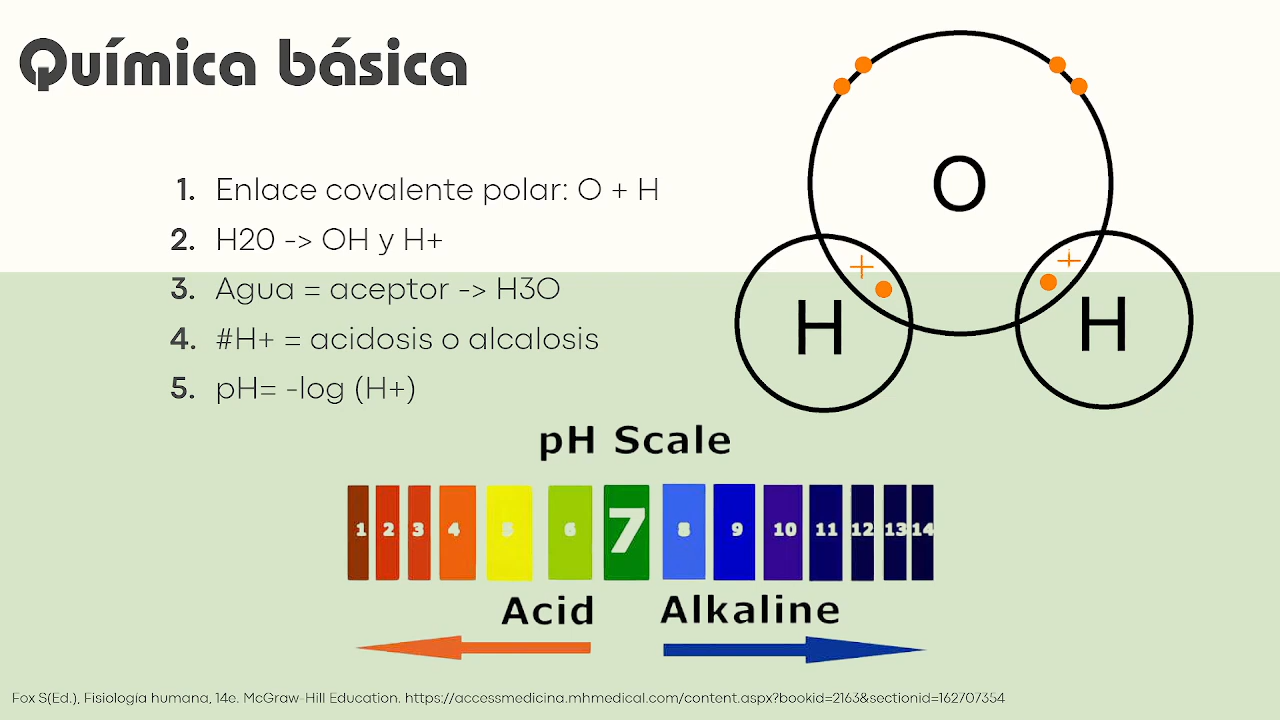 Química básica
1. Enlace covalente polar: O + H
2. H20 -> OH y H+
3. Agua = aceptor -> H3O
4. #H+ = acidosis o alcalosis
5. pH= -log (H+)
O
+ +
H H
pH Scale
1 2 3 4 5 6 7 8 9 10 11 12 13 14
Acid Alkaline
Fox S(Ed.), Fisiología humana, 14e. McGraw-Hill Education. https://accessmedicina.mhmedical.com/content.aspx?bookid=2163&sectionid=162707354